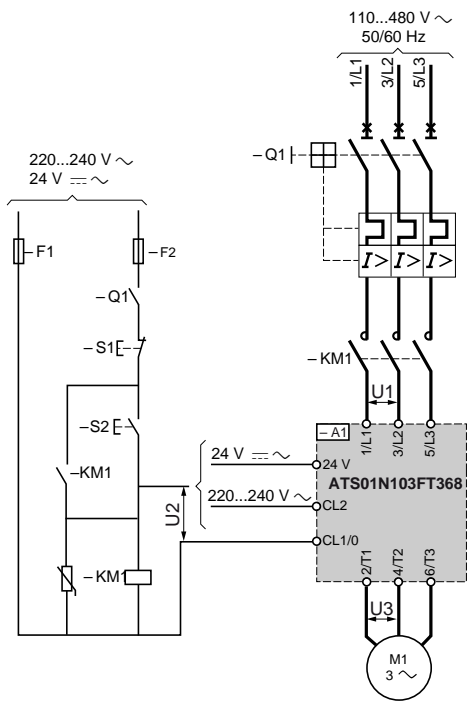 110...480 V ~
50/60 Hz
1/L1
3/L2
5/L3
– Q1
220...240 V ~
24 V ⎓ ~
– F1
– F2
– Q1
I >
I >
I >
– S1
– KM1
U1
– A1
1/L1
3/L2
5/L3
– S2
24 V ⎓ ~
24 V
ATS01N103FT368
– KM1
220...240 V ~
CL2
U2
CL1/0
2/T1
4/T2
6/T3
– KM1
U3
M1
3 ~